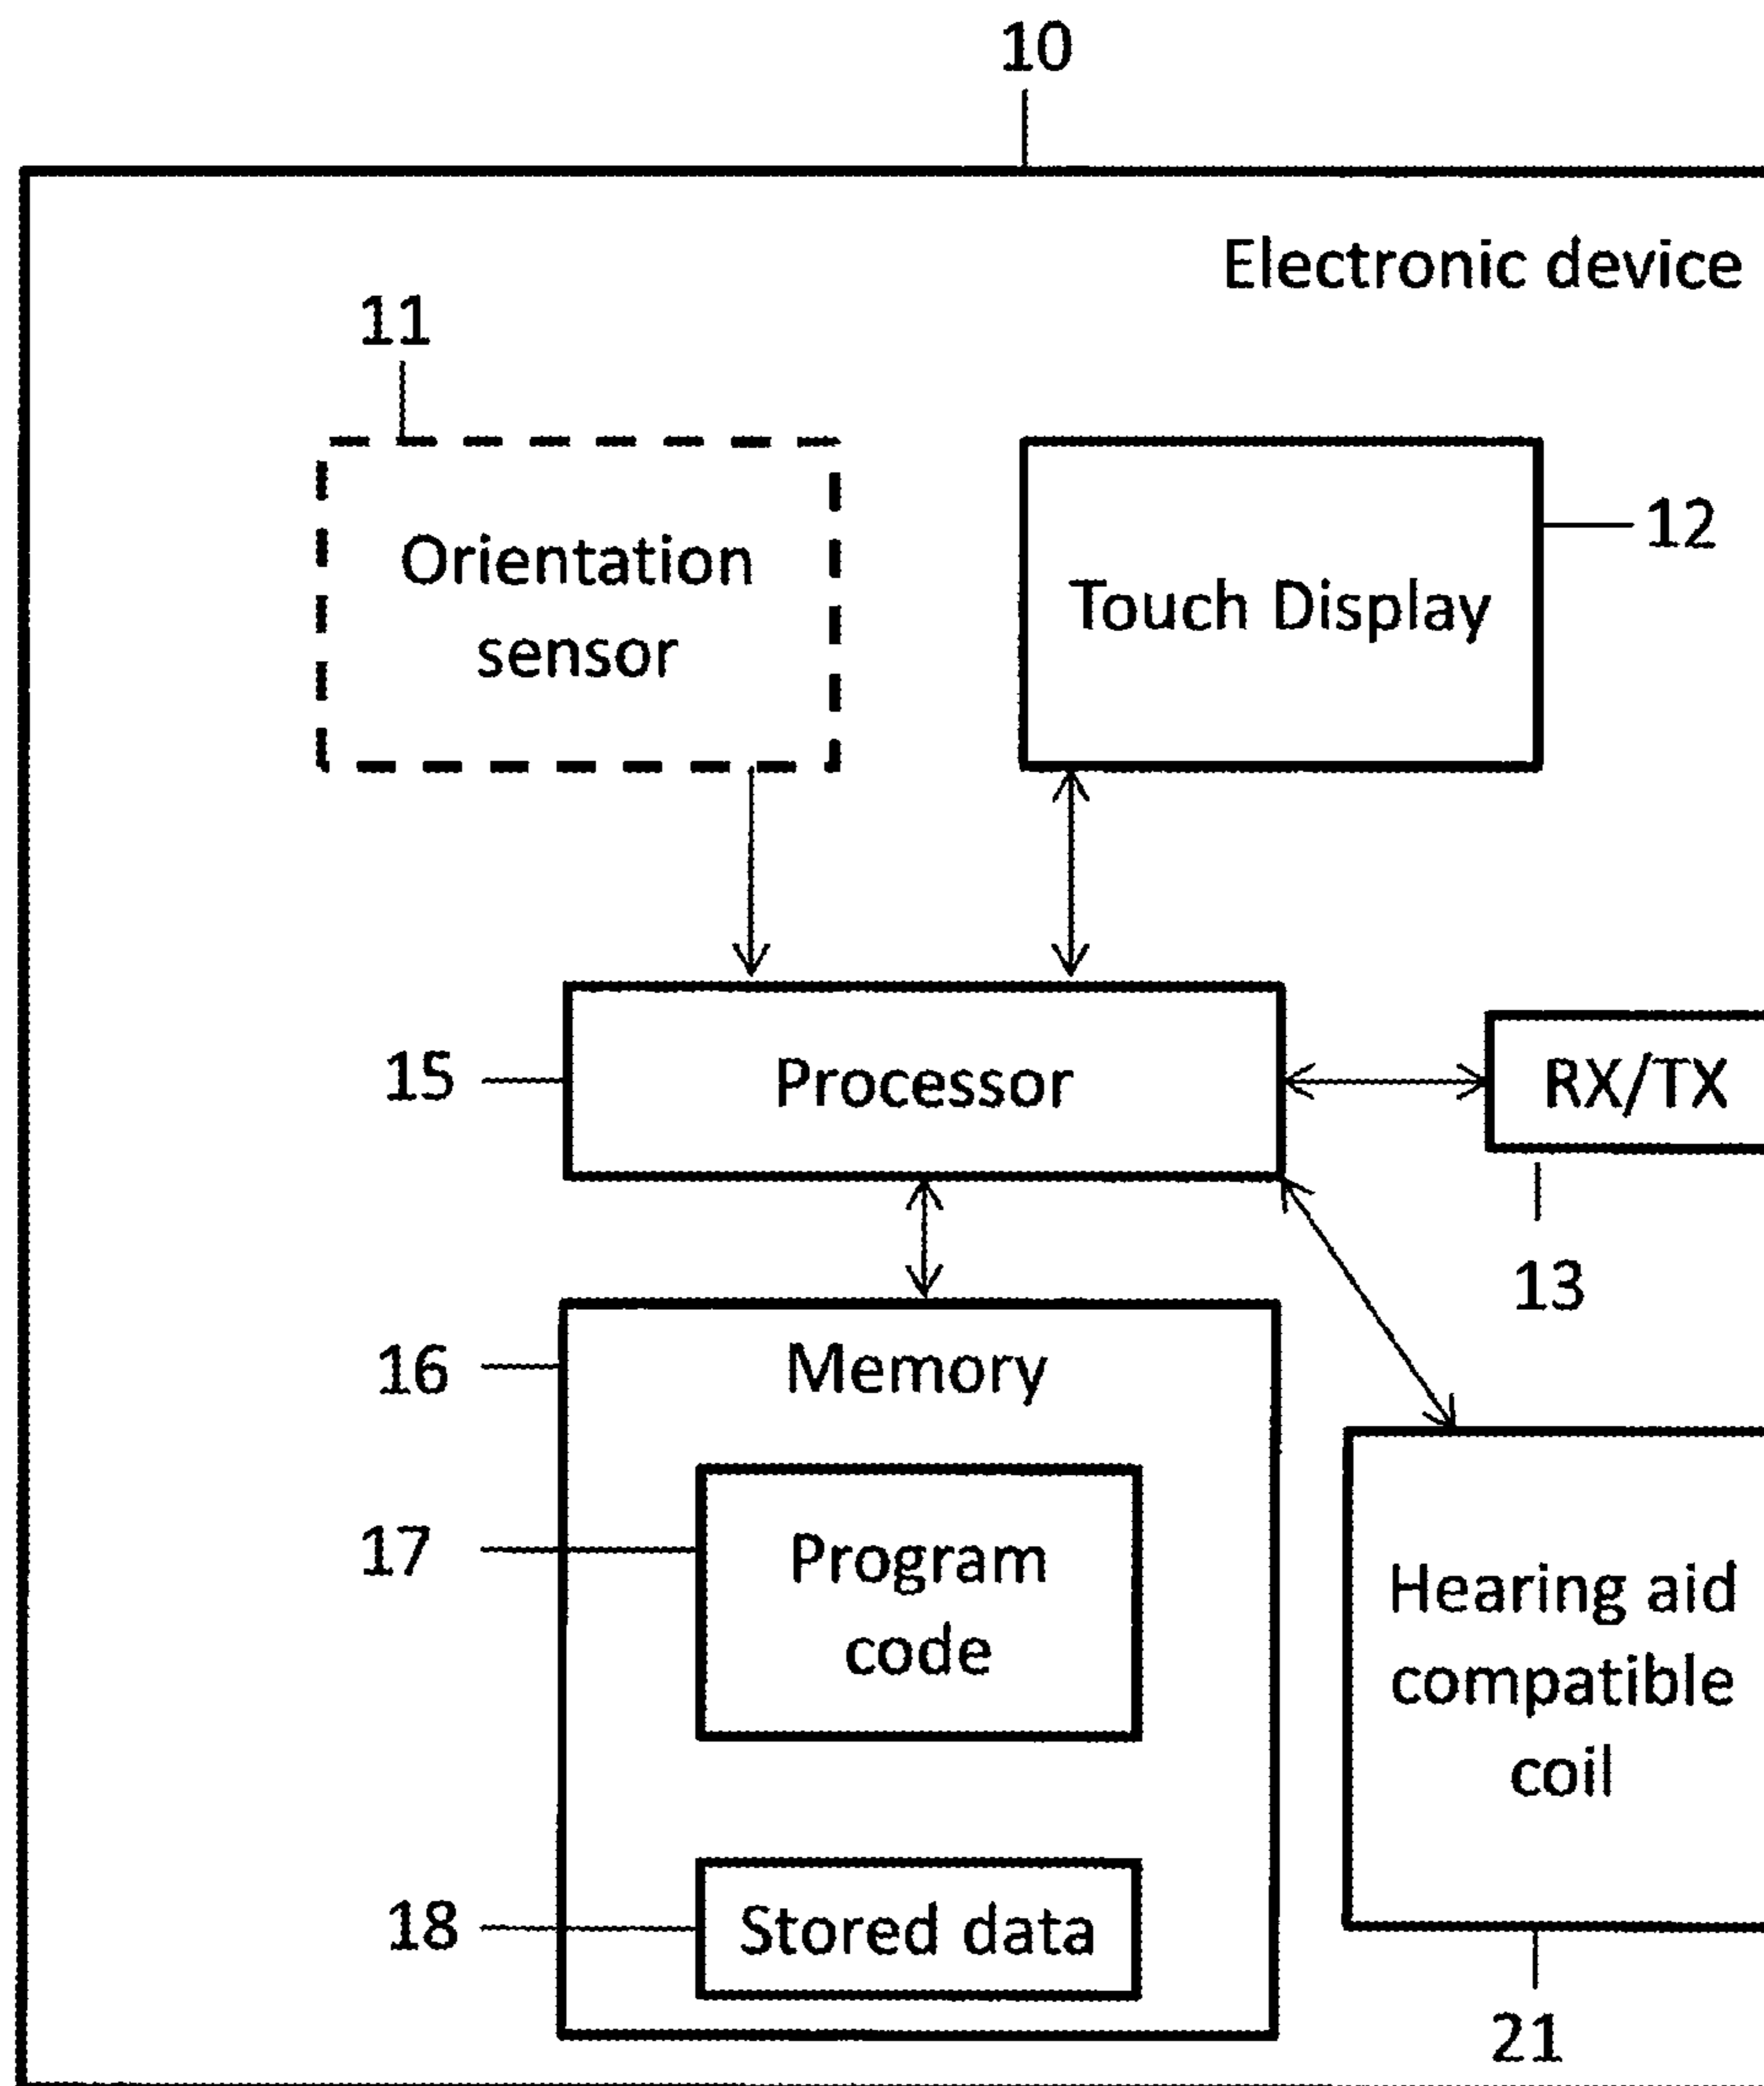 10
Electronic device
11
12
Orientation
sensor
Touch Display
15
Processor
RX/TX
13
16
Memory
17
Program
code
Hearing aid
compatible
coil
18
Stored data
21